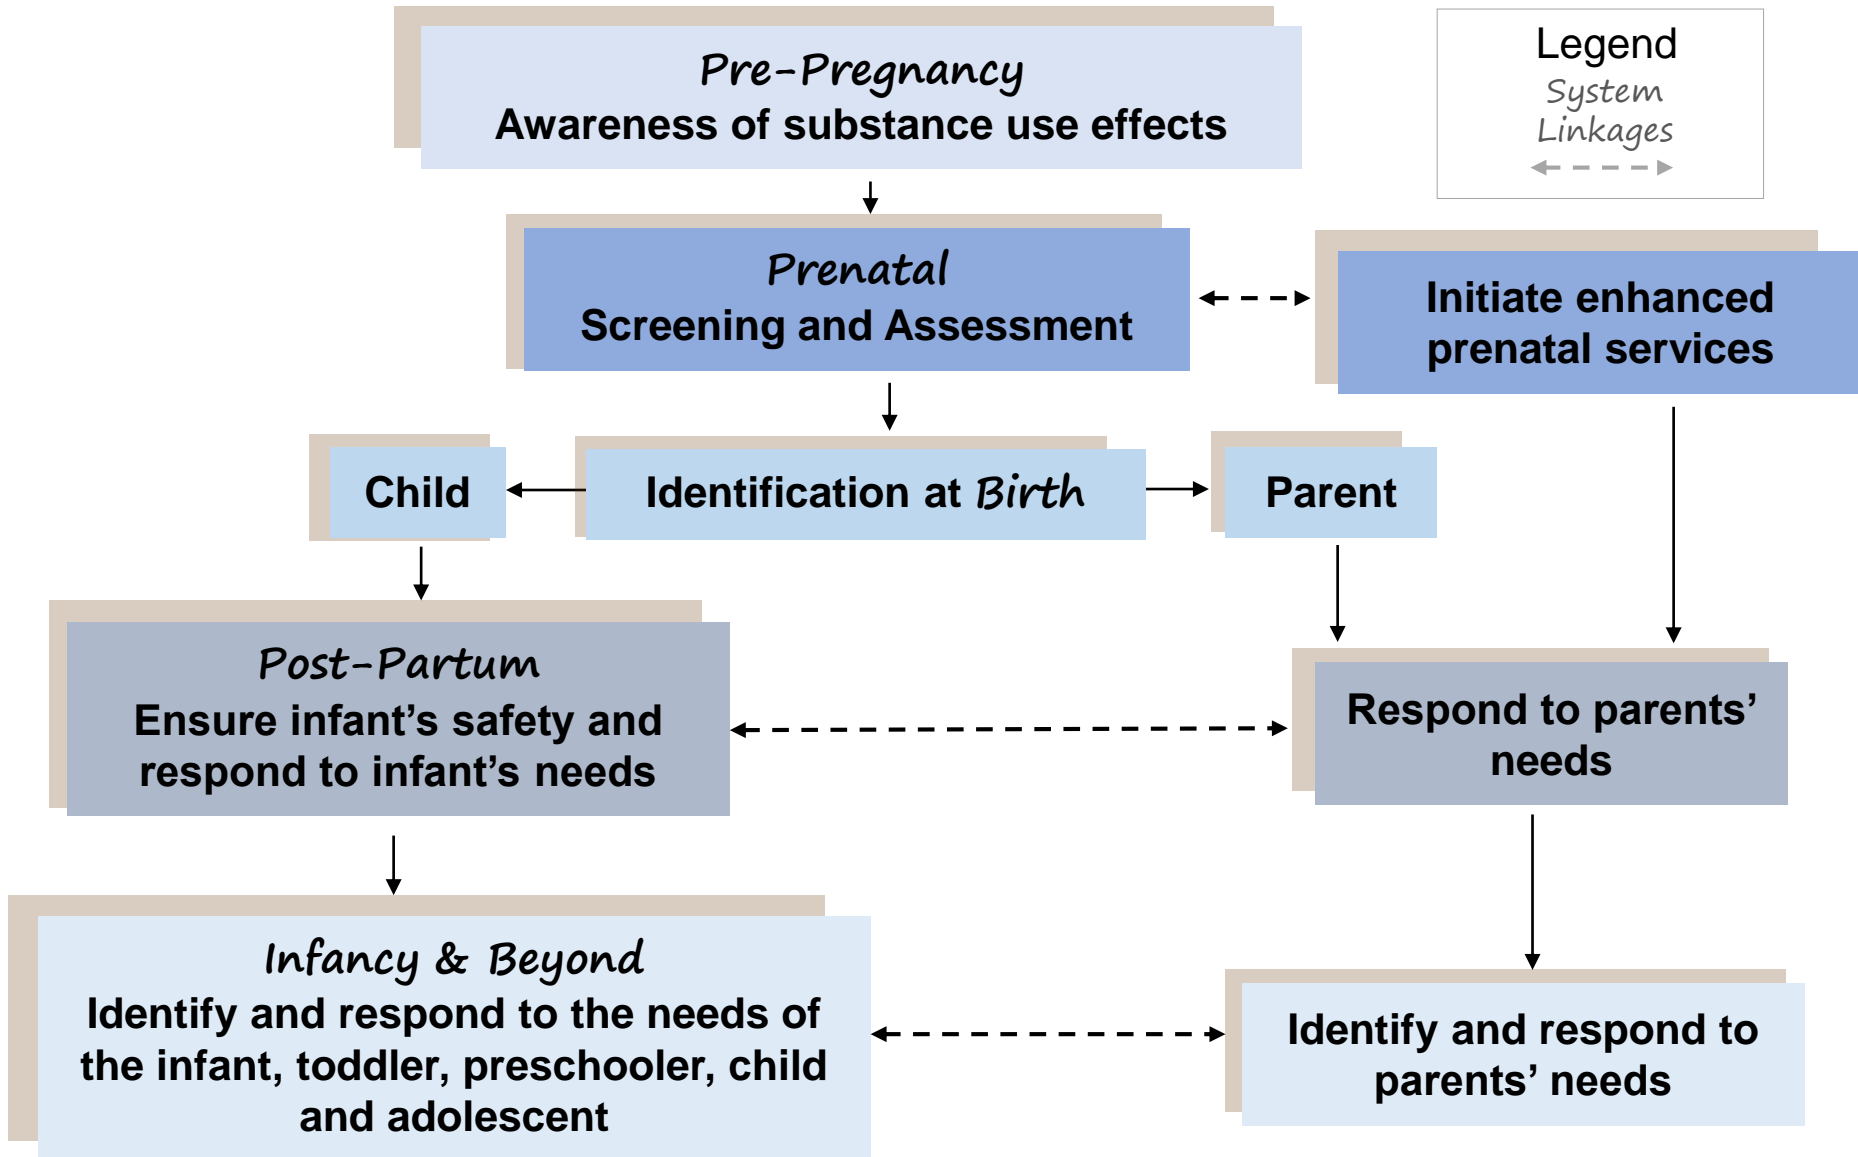 Pre-Pregnancy
Awareness of substance use effects
Legend
System
Linkages
Prenatal
Screening and Assessment
Initiate enhanced
prenatal services
Child
Identification at Birth
Parent
Post-Partum
Ensure infant’s safety and
respond to infant’s needs
Respond to parents’
needs
Infancy & Beyond
Identify and respond to the needs of
the infant, toddler, preschooler, child
and adolescent
Identify and respond to
parents’ needs